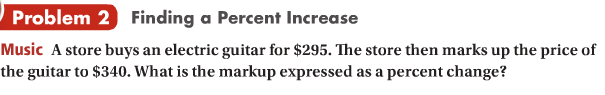 Problem 2 Finding a Percent Increase
Music A store buys an electric guitar for $295. The store then marks up the price of
the guitar to $340. What is the markup expressed as a percent change?